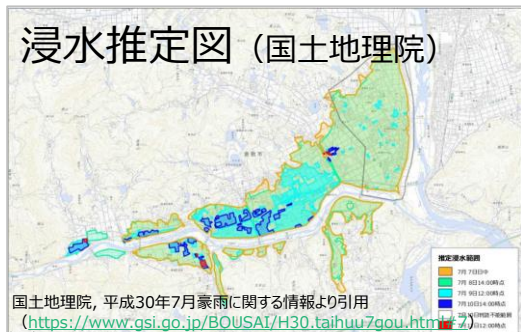 浸水推定図（国土地理院）
推定浸水範囲
7月 7日日中
7月 8日14:00時点
7月 9日12:00時点
7月10日14:00時点
国土地理院, 平成30年7月豪雨に関する情報より引用
（https://www.gsi.go.jp/BOUSAI/H30.taihuu7gou.html